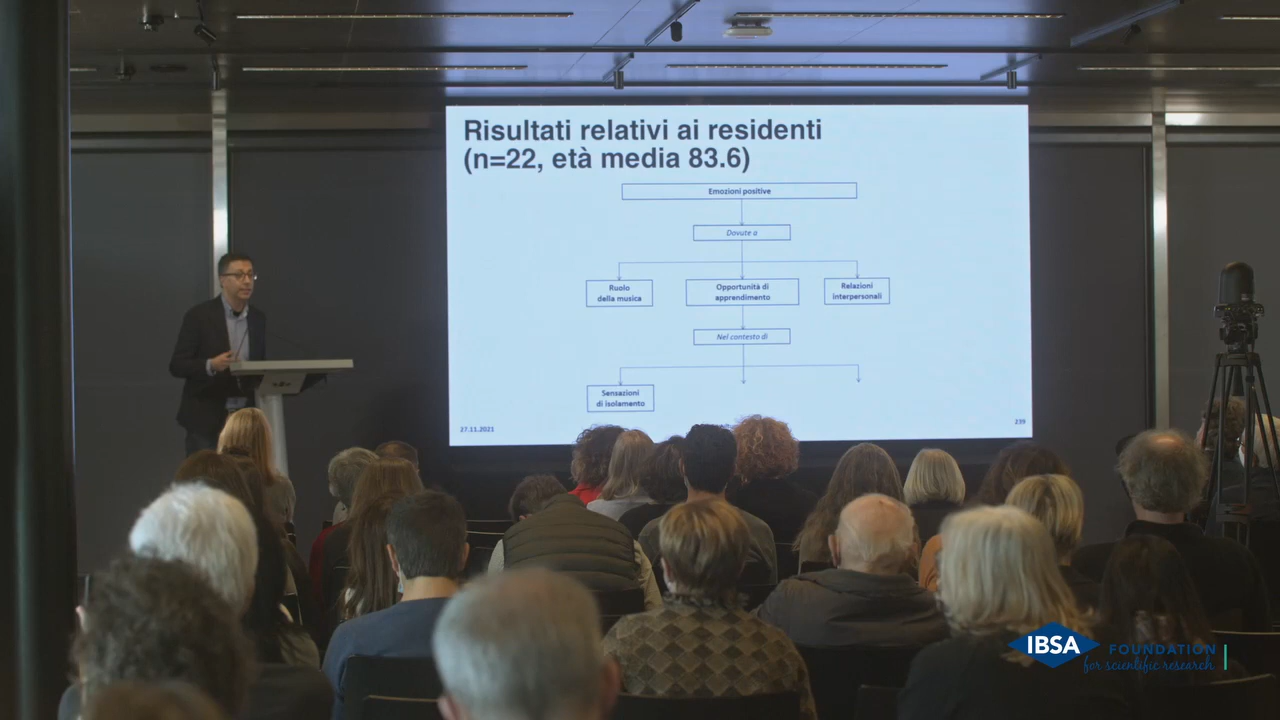 Risultati relativi ai residenti
(n=22, età media 83.6)
Emozioni positive
Dovute a
Ruolo
della musica
Opportunità di
apprendimento
Relazioni
interpersonali
Nel contesto di
Sensazioni
di isolamento
27.11.2021
239
IBSA FOUNDATION
for scientific research